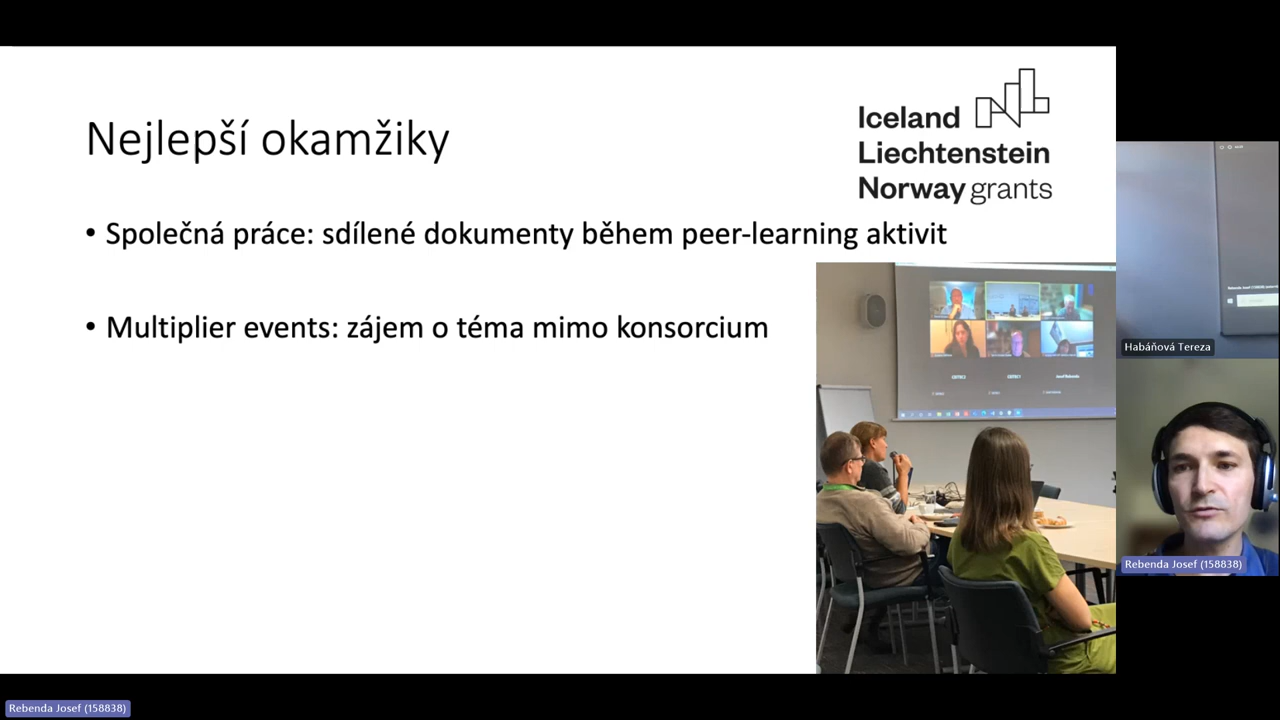 Nejlepší okamžiky
Iceland
Liechtenstein
Norway grants
• Společná práce: sdílené dokumenty během peer-learning aktivit
• Multiplier events: zájem o téma mimo konsorcium
Habáňová Tereza
Rebenda Josef (158838)
Rebenda Josef (158838)